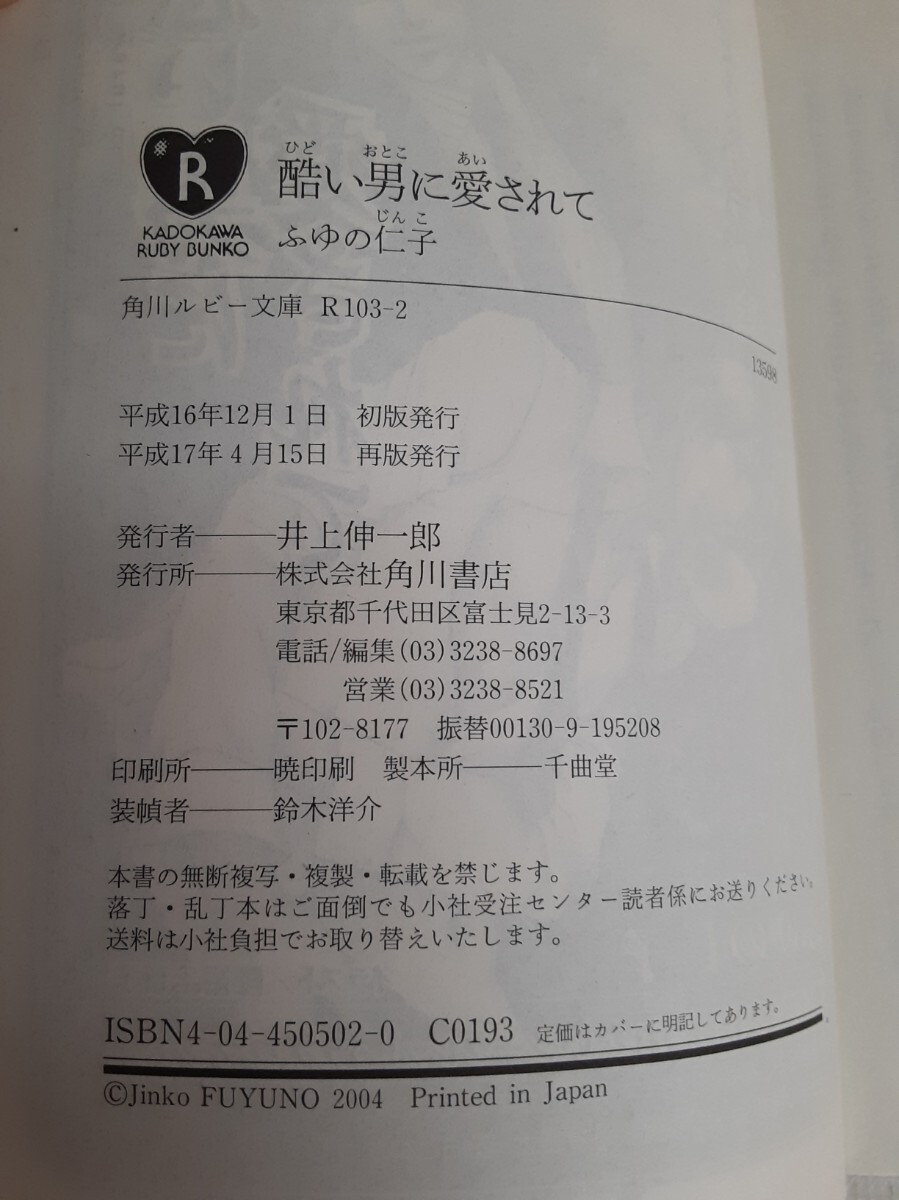 R
KADOKAWA
RUBY BUNKO
ひど おとこ あい
酷い男に愛されて
じんこ
ふゆの仁子
角川ルビー文庫 R103-2
13598
平成16年12月1日 初版発行
平成17年4月15日 再版発行
発行者───井上伸一郎
発行所───株式会社角川書店
東京都千代田区富士見2-13-3
電話/編集(03)3238-8697
営業(03)3238-8521
〒102-8177 振替00130-9-195208
印刷所───暁印刷 製本所───千曲堂
装幀者───鈴木洋介
本書の無断複写・複製・転載を禁じます。
落丁・乱丁本はご面倒でも小社受注センター読者係にお送りください。
送料は小社負担でお取り替えいたします。
ISBN4-04-450502-0 C0193 定価はカバーに明記してあります。
©Jinko FUYUNO 2004 Printed in Japan